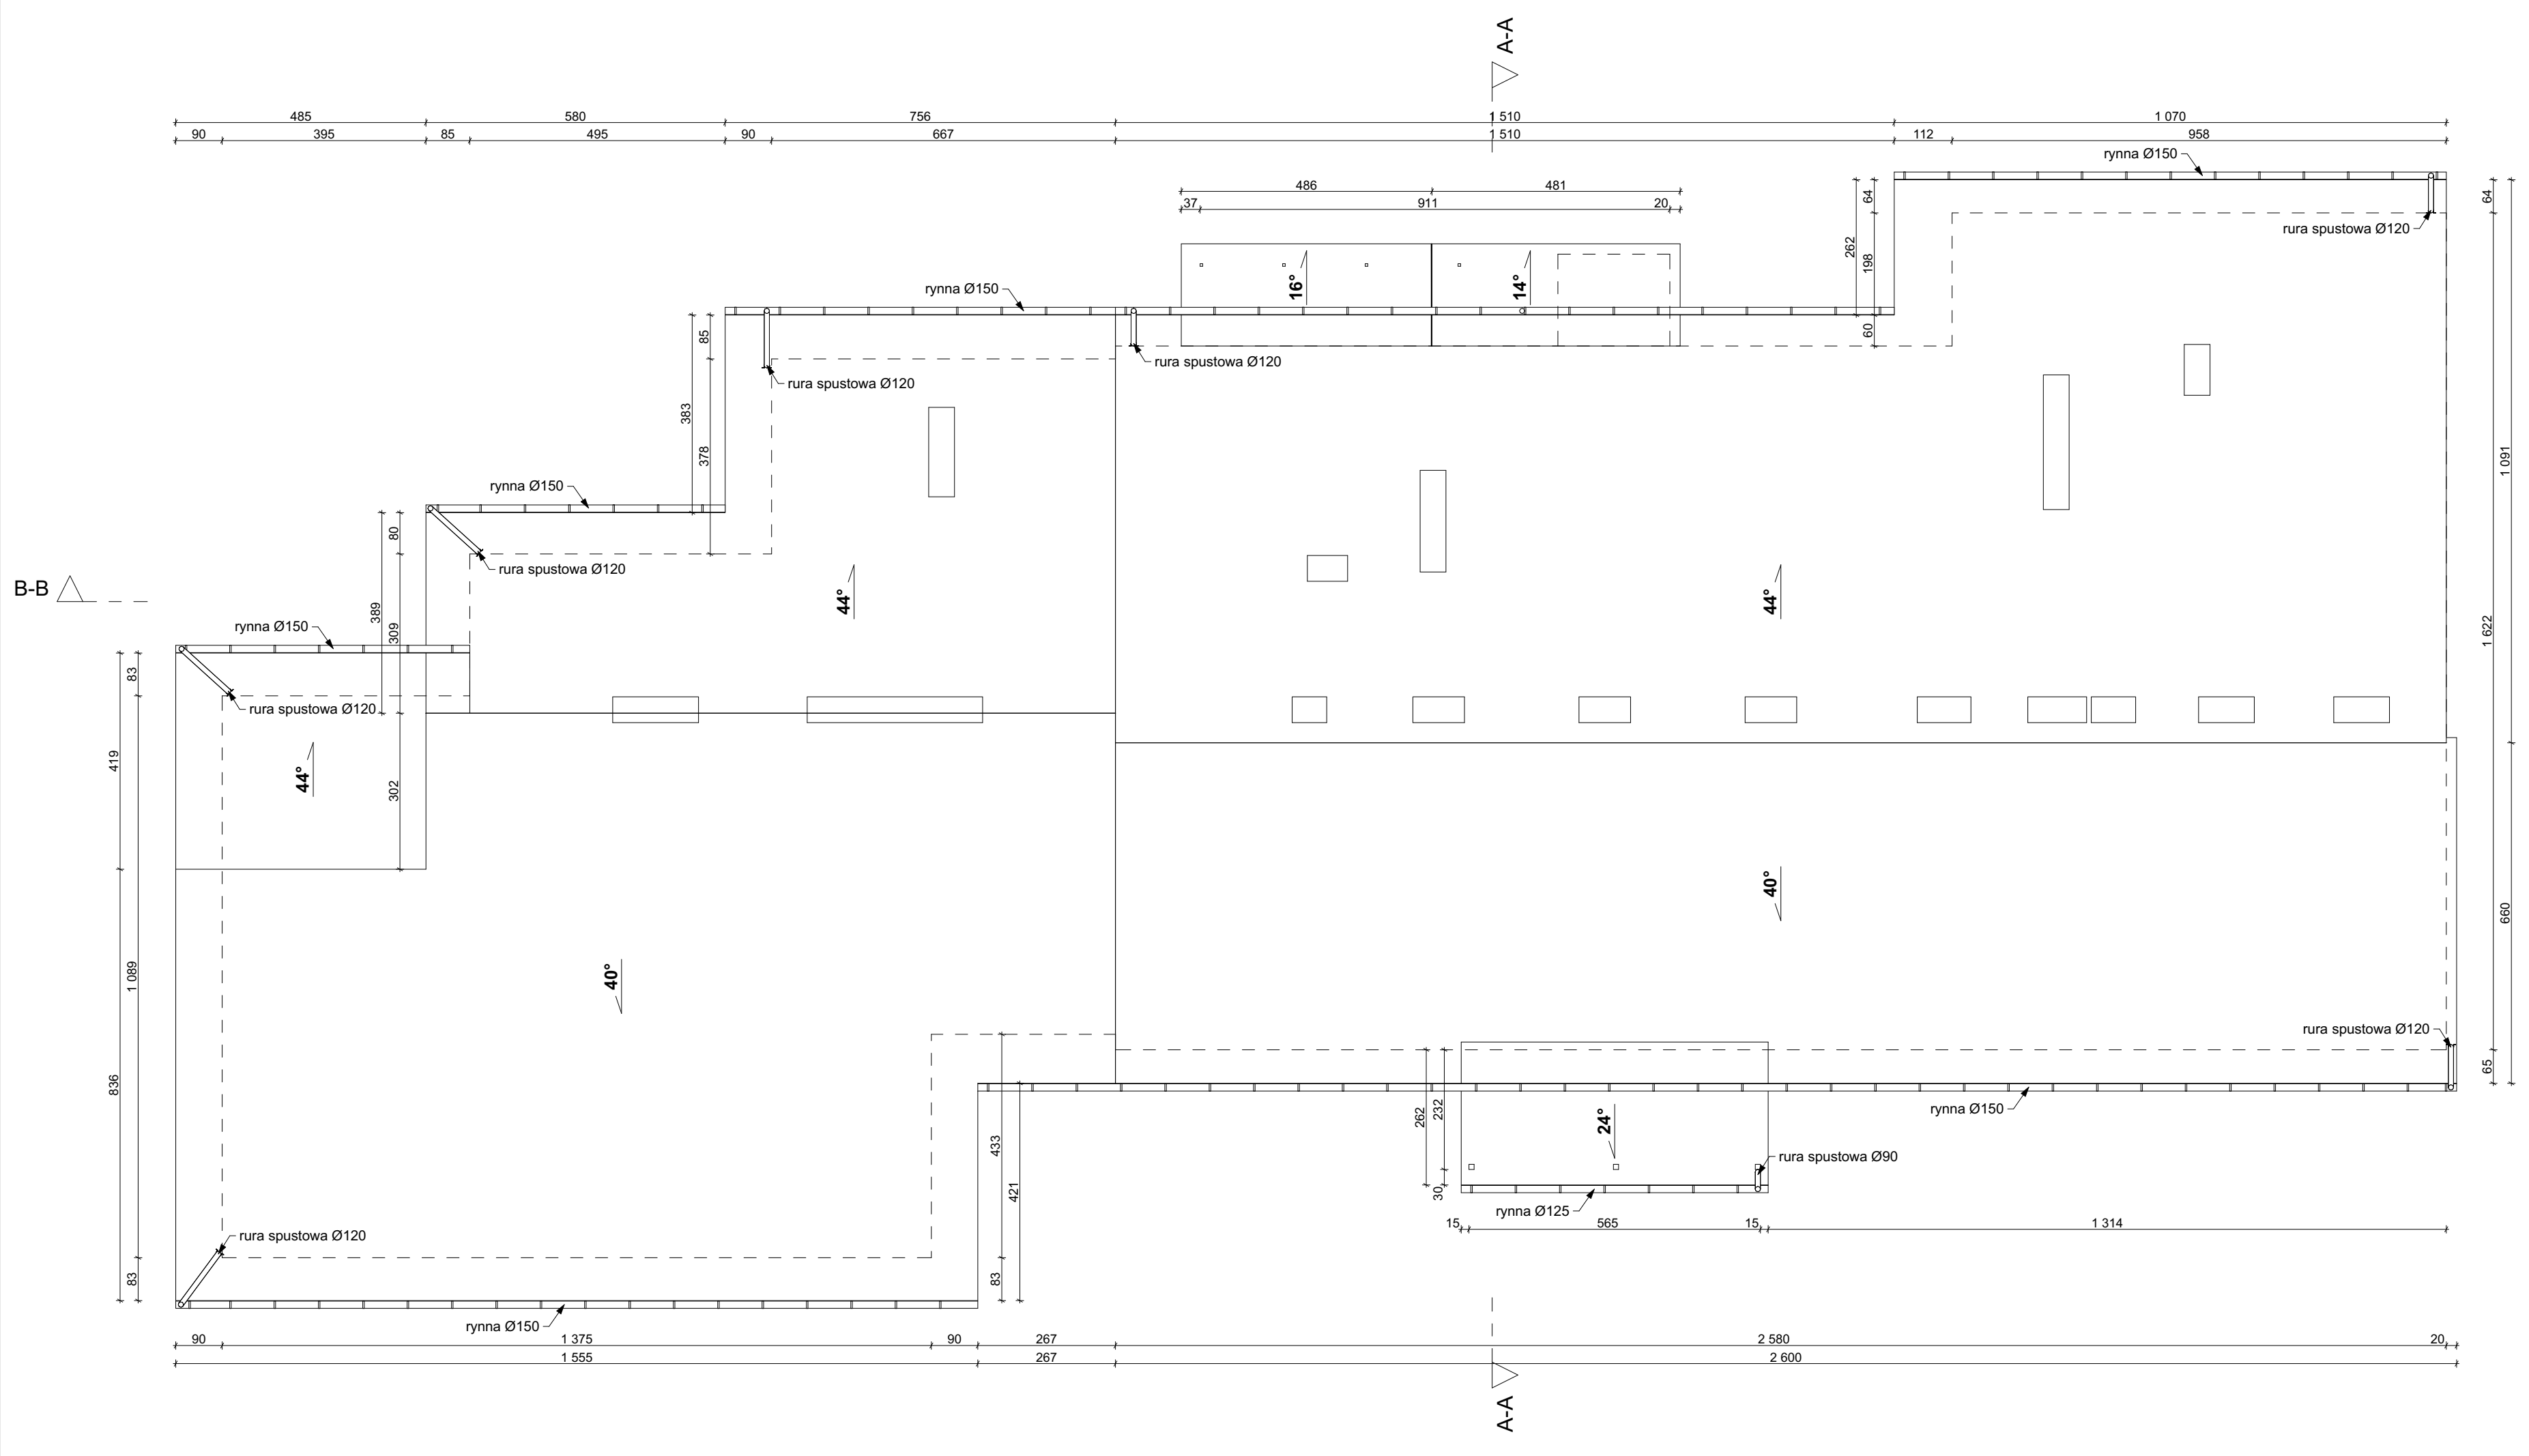 A-A
485 580 756 1 510 1 070
90 395 85 495 90 667 1 510 112 958
rynna Ø150
486 481
37 911 20
64
64
rura spustowa Ø120
262
198
16°
14°
rynna Ø150
85
60
rura spustowa Ø120
rura spustowa Ø120
383
378
1 091
rynna Ø150
80
rura spustowa Ø120
B-B
44°
44°
389
309
rynna Ø150
1 622
83
rura spustowa Ø120
419
44°
302
40°
660
40°
1 089
836
rura spustowa Ø120
65
433
421
262
232
24°
rynna Ø150
rura spustowa Ø90
30
rynna Ø125
15 565 15 1 314
rura spustowa Ø120
83
83
rynna Ø150
90 1 375 90 267 2 580 20
1 555 267 2 600
A-A